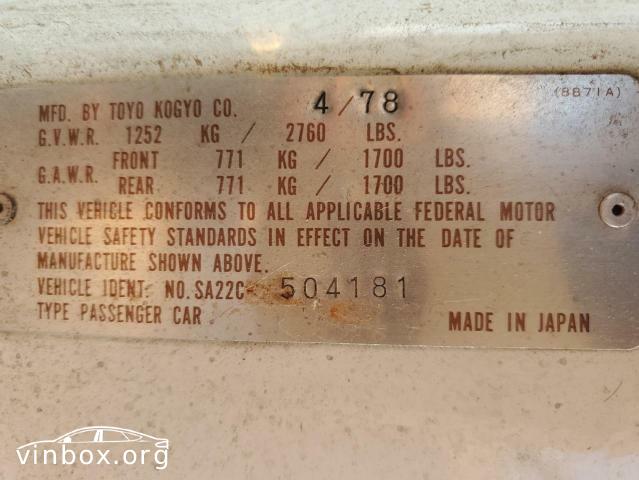 (8871A)
MFD. BY TOYO KOGYO CO. 4/78
G.V.W.R. 1252 KG / 2760 LBS.
G.A.W.R. FRONT 771 KG / 1700 LBS.
REAR 771 KG / 1700 LBS.
THIS VEHICLE CONFORMS TO ALL APPLICABLE FEDERAL MOTOR
VEHICLE SAFETY STANDARDS IN EFFECT ON THE DATE OF
MANUFACTURE SHOWN ABOVE.
VEHICLE IDENT. NO. SA22C-504181
TYPE PASSENGER CAR MADE IN JAPAN
vinbox.org